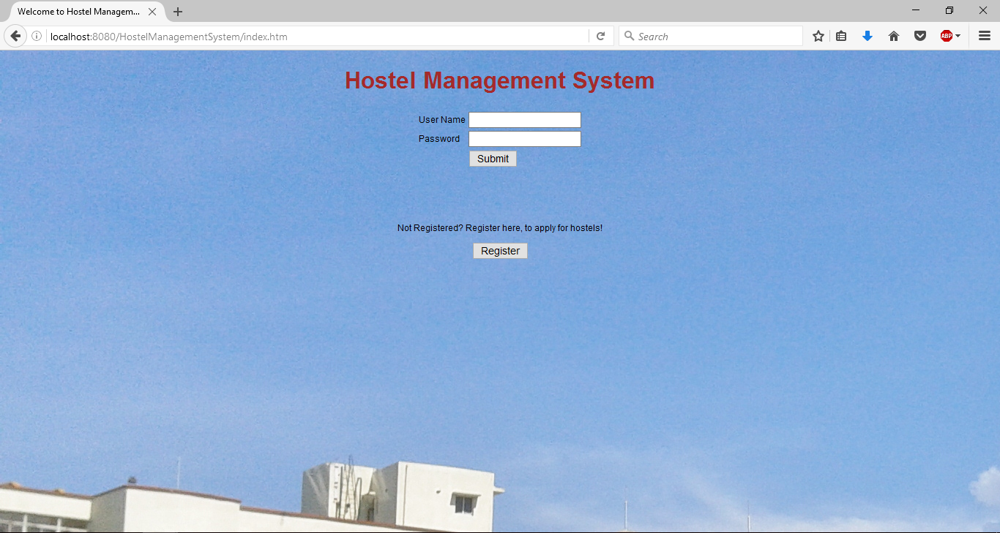 Welcome to Hostel Managem...
localhost:8080/HostelManagementSystem/index.htm
Search
ABP
Hostel Management System
User Name
Password
Submit
Not Registered? Register here, to apply for hostels!
Register